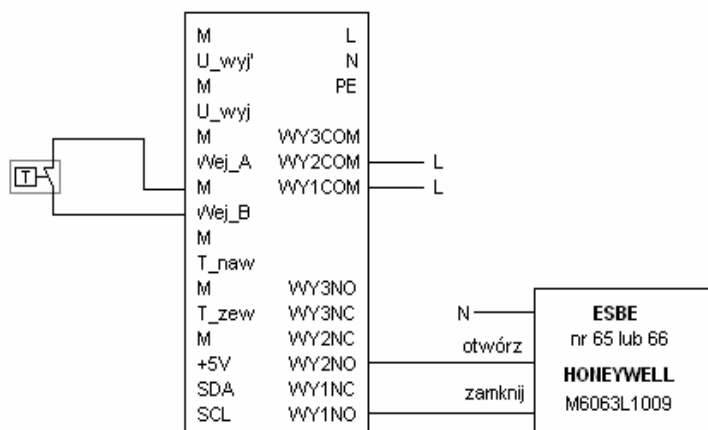 M L
U_wyj' N
M PE
U_wyj
M WY3COM
Wej_A WY2COM L
T M WY1COM L
Wej_B
M
T_naw
M WY3NO
T_zew WY3NC N ESBE
M WY2NC otwórz nr 65 lub 66
+5V WY2NO
SDA WY1NC zamknij HONEYWELL
SCL WY1NO M6063L1009